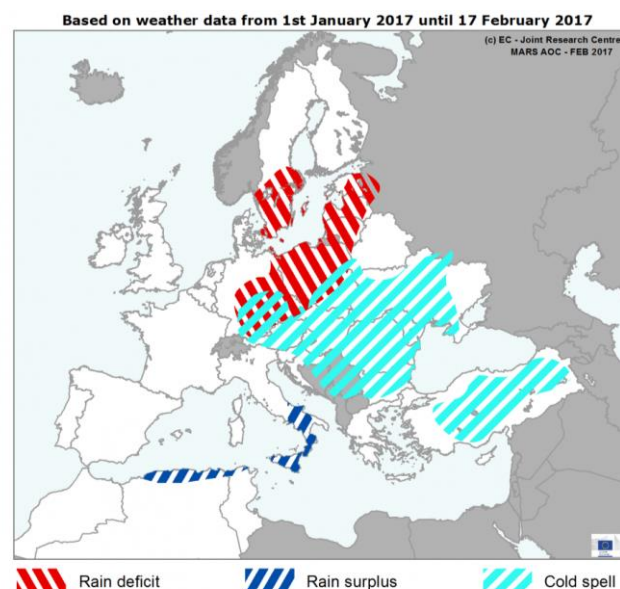 Based on weather data from 1st January 2017 until 17 February 2017
(c) EC - Joint Research Centre
MARS AOC - FEB 2017
Rain deficit
Rain surplus
Cold spell